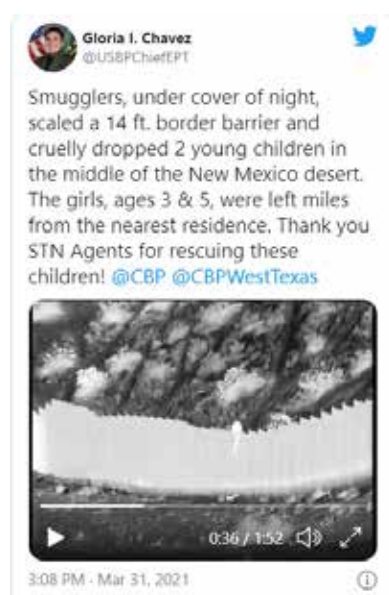 Gloria I. Chavez
@USBPChiefEPT
Smugglers, under cover of night,
scaled a 14 ft. border barrier and
cruelly dropped 2 young children in
the middle of the New Mexico desert.
The girls, ages 3 & 5, were left miles
from the nearest residence. Thank you
STN Agents for rescuing these
children! @CBP @CBPWestTexas
0:36 / 1:52
3:08 PM · Mar 31, 2021